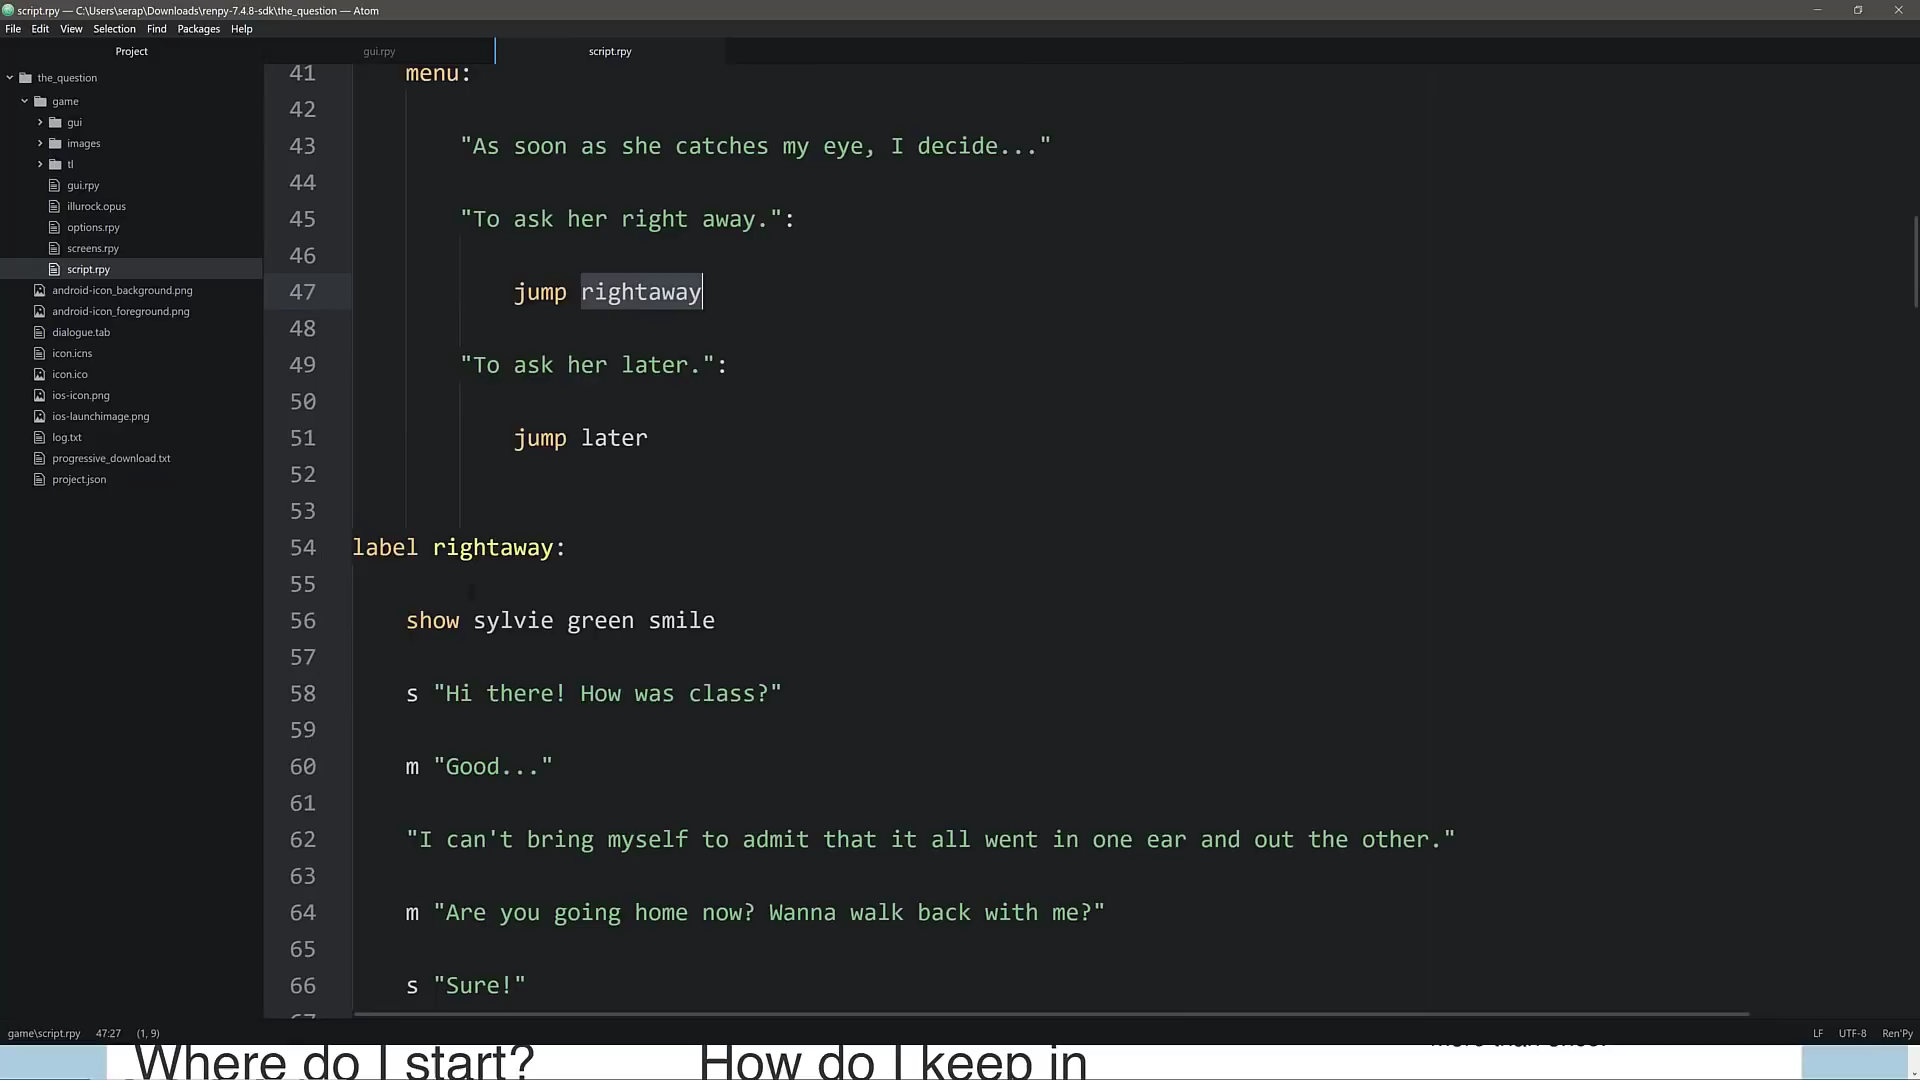 script.rpy — C:\Users\serap\Downloads\renpy-7.4.8-sdk\the_question — Atom
File Edit View Selection Find Packages Help
Project
gui.rpy
script.rpy
the_question
game
gui
images
tl
gui.rpy
illurock.opus
options.rpy
screens.rpy
script.rpy
android-icon_background.png
android-icon_foreground.png
dialogue.tab
icon.icns
icon.ico
ios-icon.png
ios-launchimage.png
log.txt
progressive_download.txt
project.json
41 menu:
42
43 "As soon as she catches my eye, I decide..."
44
45 "To ask her right away.":
46
47 jump rightaway
48
49 "To ask her later.":
50
51 jump later
52
53
54 label rightaway:
55
56 show sylvie green smile
57
58 s "Hi there! How was class?"
59
60 m "Good..."
61
62 "I can't bring myself to admit that it all went in one ear and out the other."
63
64 m "Are you going home now? Wanna walk back with me?"
65
66 s "Sure!"
67
game\script.rpy 47:27 (1, 9) LF UTF-8 Ren'Py
Where do I start? How do I keep in